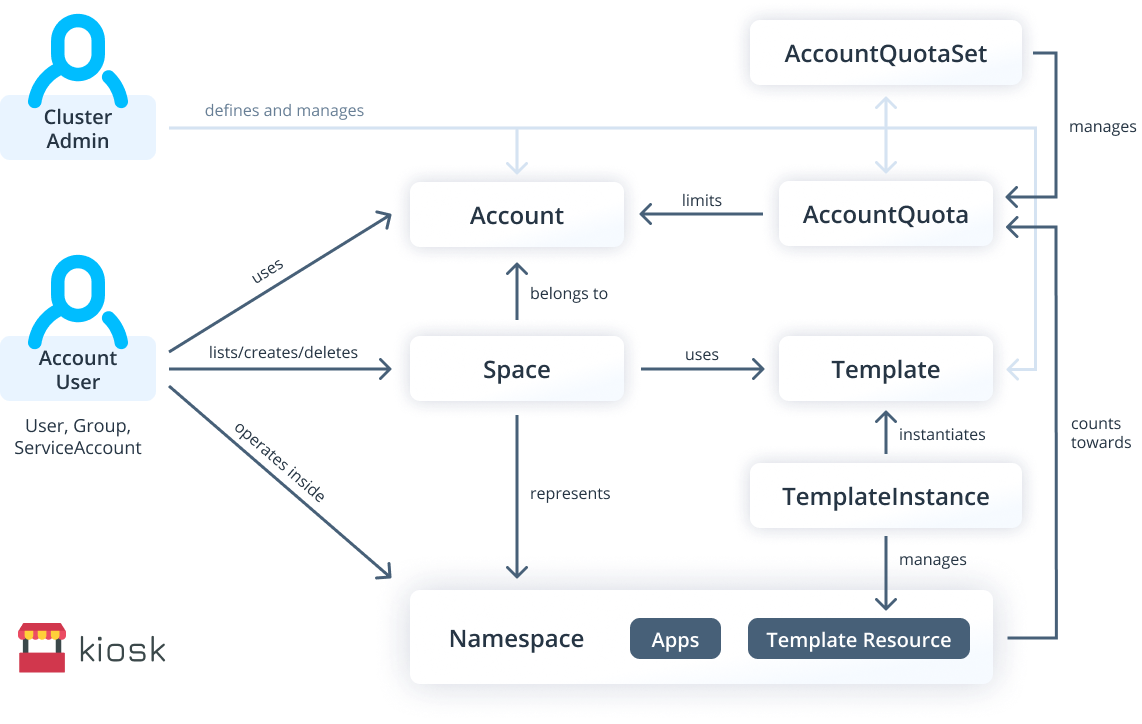 AccountQuotaSet
Cluster
Admin
defines and manages
manages
Account
limits
AccountQuota
uses
belongs to
Account
User
lists/creates/deletes
Space
uses
Template
User, Group,
ServiceAccount
operates inside
instantiates
counts
towards
represents
TemplateInstance
manages
Namespace
Apps
Template Resource
kiosk